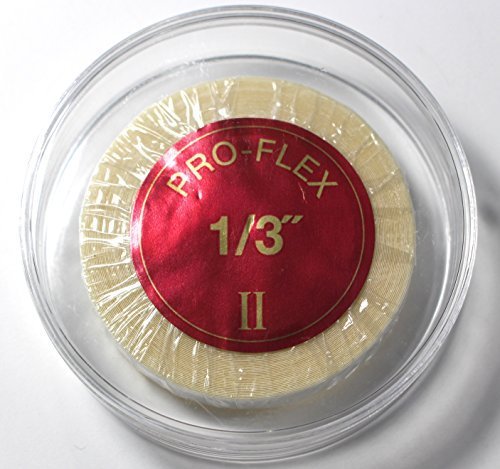 PRO-FLEX
1/3"
II